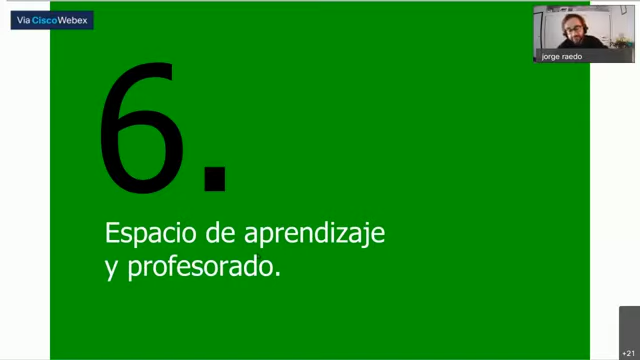 Via CiscoWebex
jorge raedo
6.
Espacio de aprendizaje
y profesorado.
+21